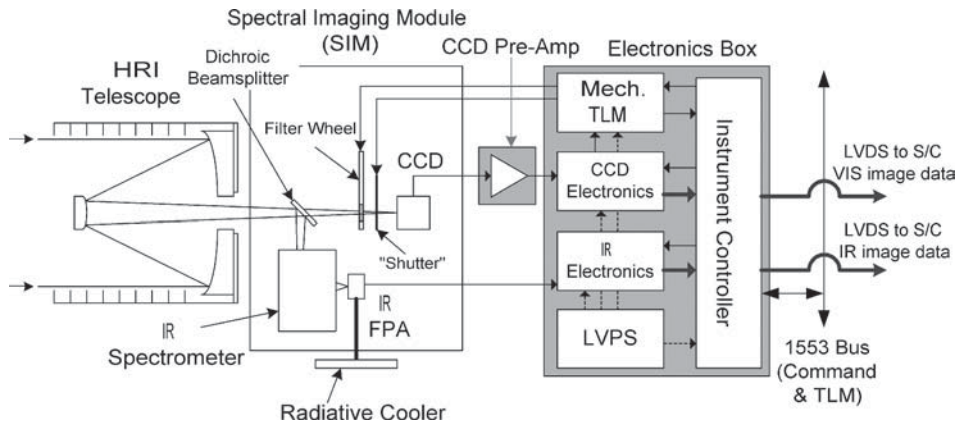 Spectral Imaging Module
(SIM)
CCD Pre-Amp
Electronics Box
Dichroic
Beamsplitter
HRI
Telescope
Filter Wheel
CCD
"Shutter"
IR
Spectrometer
IR
FPA
Radiative Cooler
Mech.
TLM
CCD
Electronics
IR
Electronics
LVPS
Instrument Controller
LVDS to S/C
VIS image data
LVDS to S/C
IR image data
1553 Bus
(Command
& TLM)